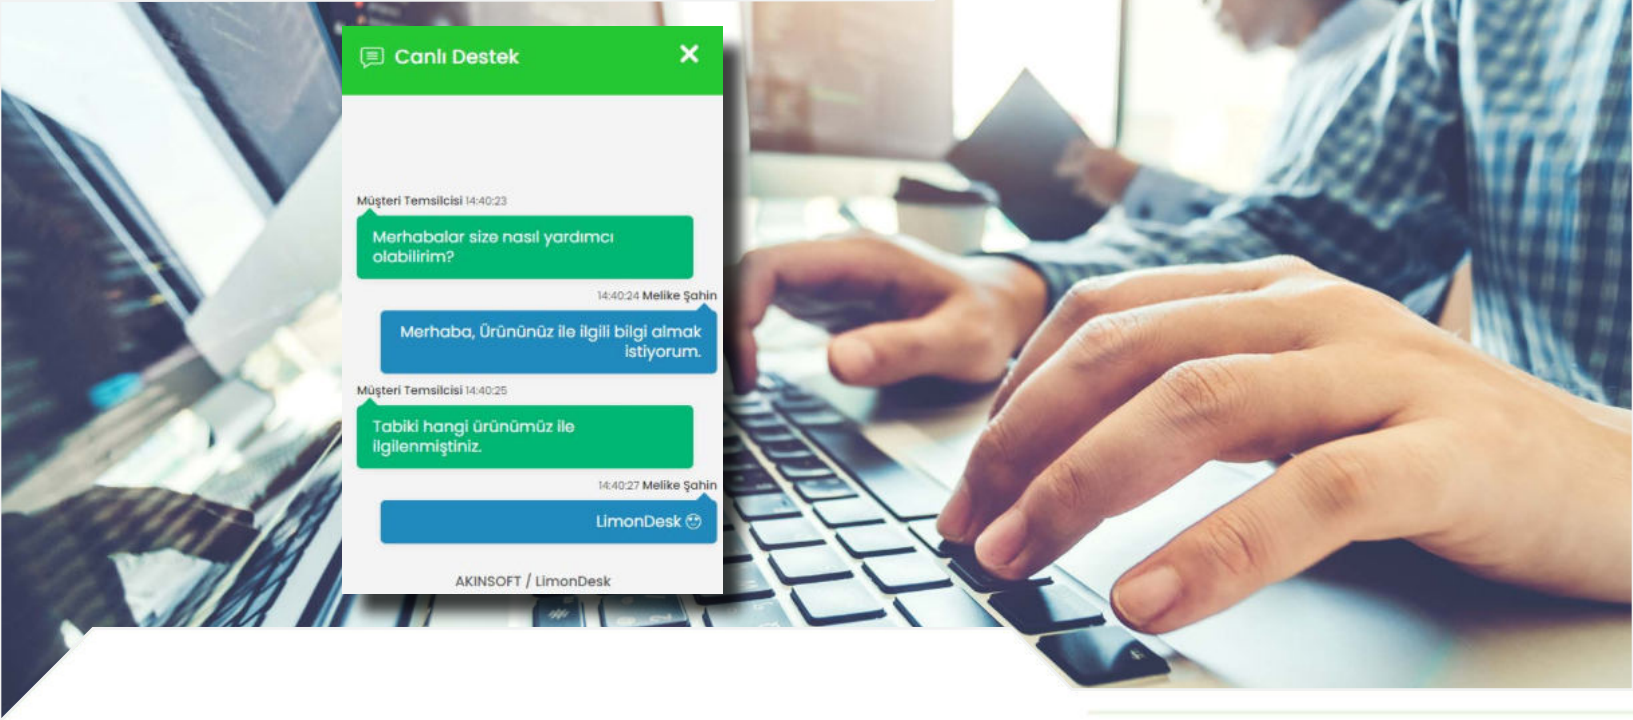 Canlı Destek
Müşteri Temsilcisi 14:40:23
Merhabalar size nasıl yardımcı
olabilirim?
14:40:24 Melike Şahin
Merhaba, Ürününüz ile ilgili bilgi almak
istiyorum.
Müşteri Temsilcisi 14:40:25
Tabiki hangi ürünümüz ile
ilgilenmiştiniz.
14:40:27 Melike Şahin
LimonDesk 😍
AKINSOFT / LimonDesk